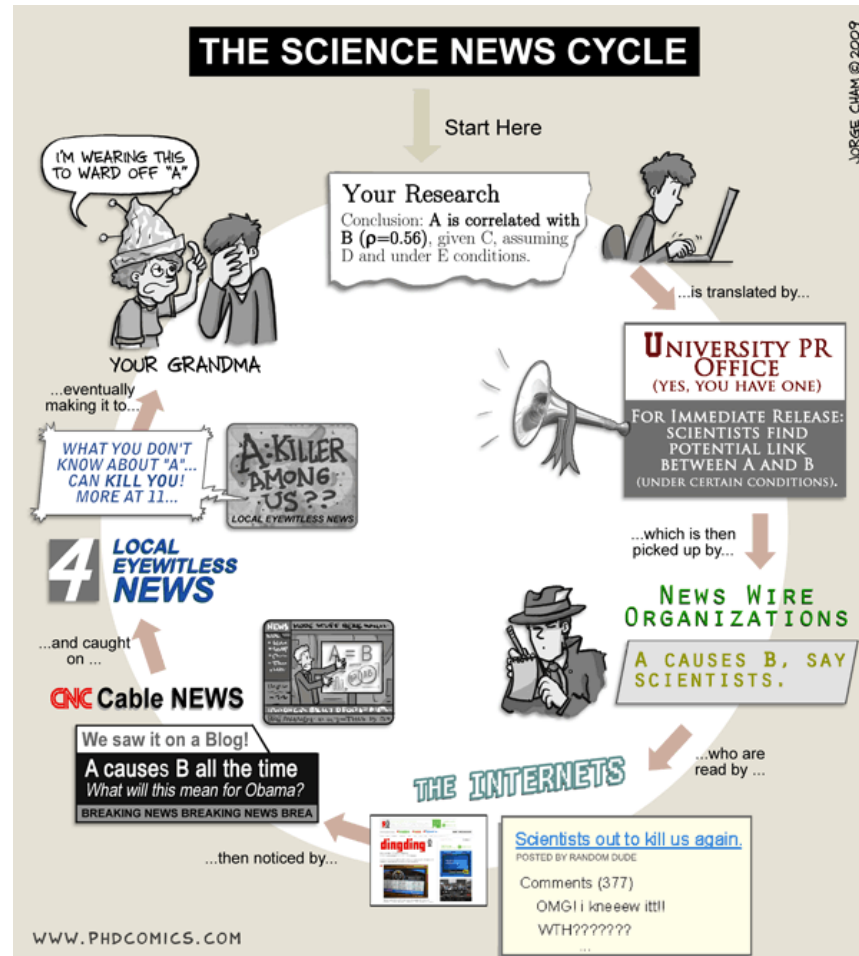 THE SCIENCE NEWS CYCLE
JORGE CHAM © 2009
Start Here
Your Research
Conclusion: A is correlated with
B (ρ=0.56), given C, assuming
D and under E conditions.
...is translated by...
UNIVERSITY PR
OFFICE
(YES, YOU HAVE ONE)
FOR IMMEDIATE RELEASE:
SCIENTISTS FIND
POTENTIAL LINK
BETWEEN A AND B
(UNDER CERTAIN CONDITIONS).
...which is then
picked up by...
NEWS WIRE
ORGANIZATIONS
A CAUSES B, SAY
SCIENTISTS.
...who are
read by ...
THE INTERNETS
dingding
Scientists out to kill us again.
POSTED BY RANDOM DUDE
Comments (377)
OMG! i kneeew itt!!
WTH???????
...
...then noticed by...
CNC Cable NEWS
We saw it on a Blog!
A causes B all the time
What will this mean for Obama?
BREAKING NEWS BREAKING NEWS BREA
NEWS
A = B
...and caught
on ...
4 LOCAL
EYEWITLESS
NEWS
WHAT YOU DON'T
KNOW ABOUT "A"...
CAN KILL YOU!
MORE AT 11...
A:KILLER
AMONG
US??
LOCAL EYEWITLESS NEWS
...eventually
making it to...
YOUR GRANDMA
I'M WEARING THIS
TO WARD OFF "A"
WWW.PHDCOMICS.COM